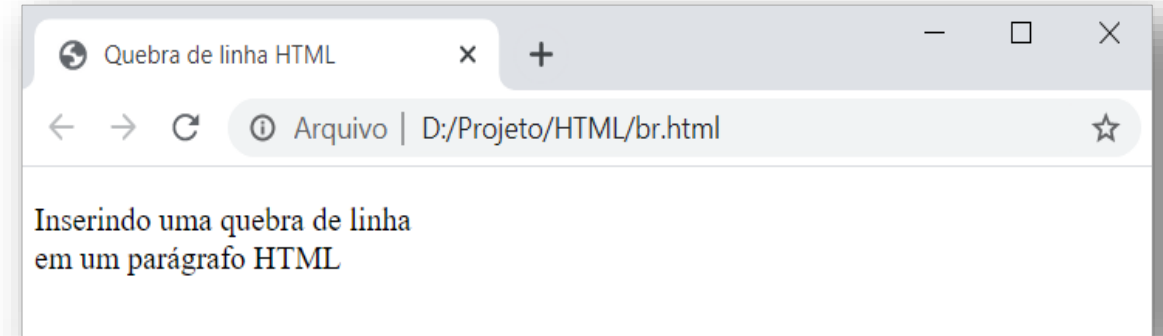 Quebra de linha HTML
Arquivo | D:/Projeto/HTML/br.html
Inserindo uma quebra de linha
em um parágrafo HTML